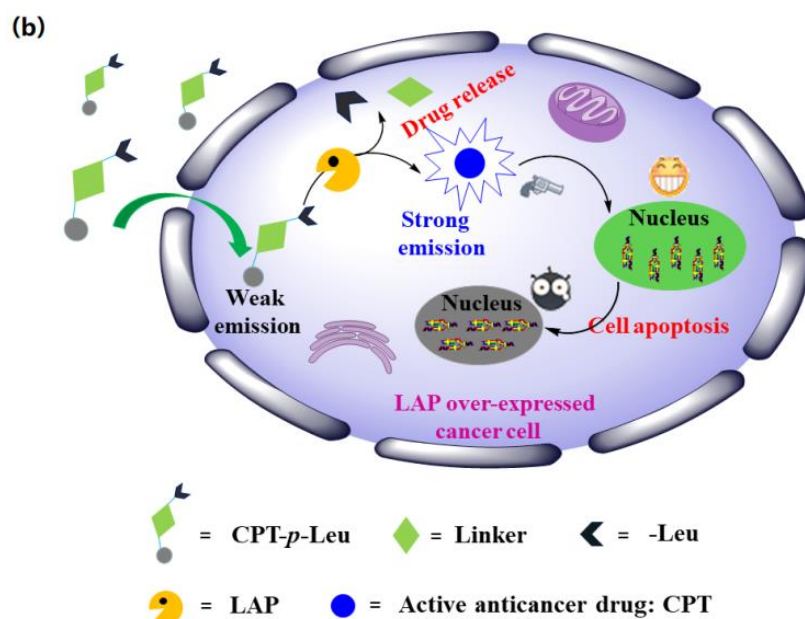 (b)
Drug release
Strong
emission
Nucleus
Weak
emission
Nucleus
Cell apoptosis
LAP over-expressed
cancer cell
= CPT-p-Leu
= Linker
= -Leu
= LAP
= Active anticancer drug: CPT